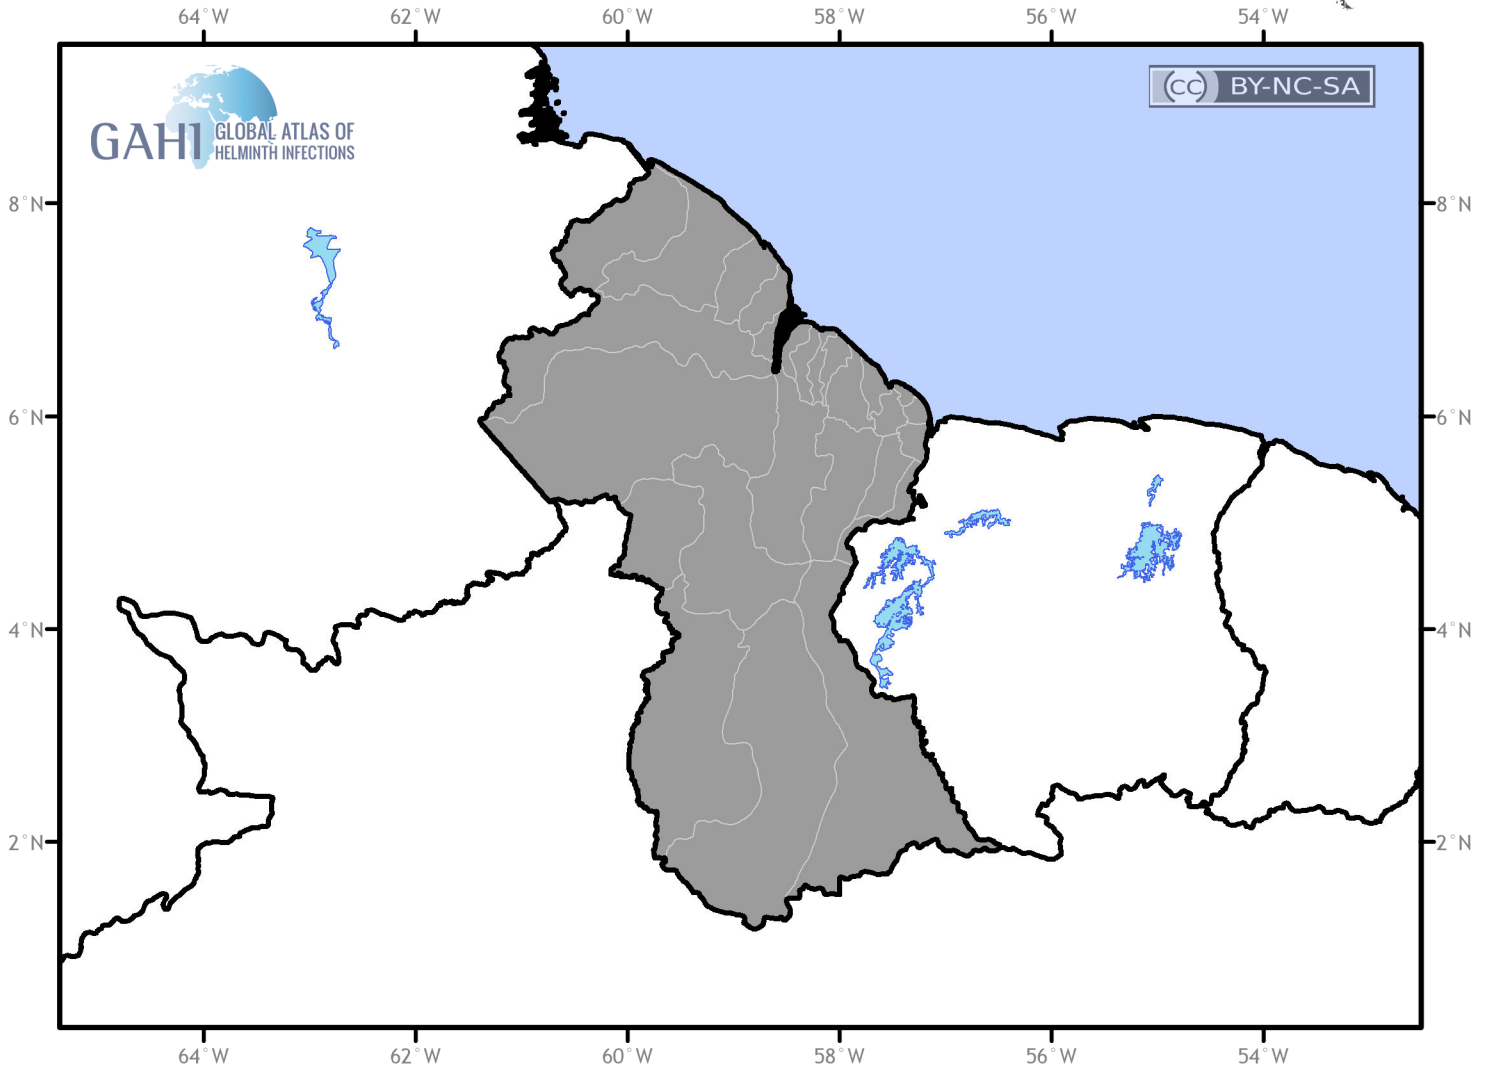 64°W 62°W 60°W 58°W 56°W 54°W
GAHI GLOBAL ATLAS OF
HELMINTH INFECTIONS
cc BY-NC-SA
8°N 8°N
6°N 6°N
4°N 4°N
2°N 2°N
64°W 62°W 60°W 58°W 56°W 54°W